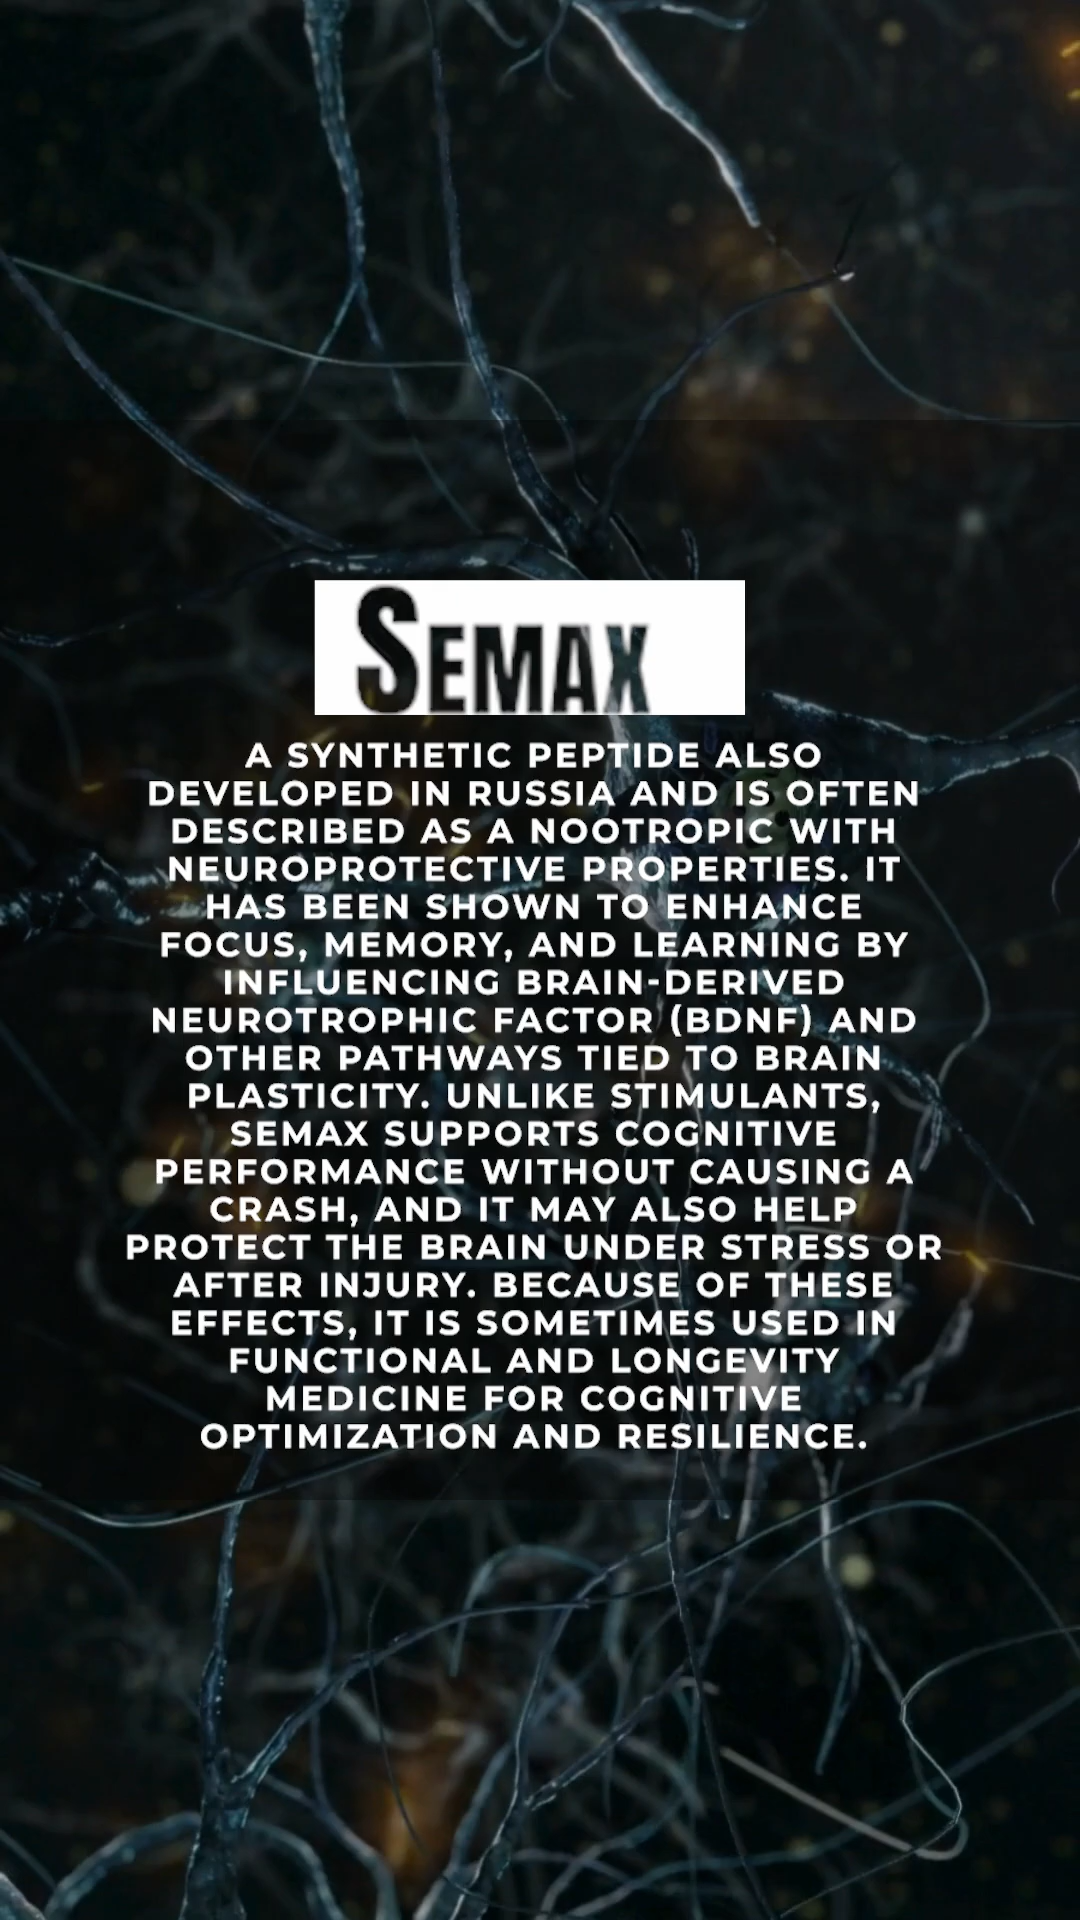 SEMAX
A SYNTHETIC PEPTIDE ALSO
DEVELOPED IN RUSSIA AND IS OFTEN
DESCRIBED AS A NOOTROPIC WITH
NEUROPROTECTIVE PROPERTIES. IT
HAS BEEN SHOWN TO ENHANCE
FOCUS, MEMORY, AND LEARNING BY
INFLUENCING BRAIN-DERIVED
NEUROTROPHIC FACTOR (BDNF) AND
OTHER PATHWAYS TIED TO BRAIN
PLASTICITY. UNLIKE STIMULANTS,
SEMAX SUPPORTS COGNITIVE
PERFORMANCE WITHOUT CAUSING A
CRASH, AND IT MAY ALSO HELP
PROTECT THE BRAIN UNDER STRESS OR
AFTER INJURY. BECAUSE OF THESE
EFFECTS, IT IS SOMETIMES USED IN
FUNCTIONAL AND LONGEVITY
MEDICINE FOR COGNITIVE
OPTIMIZATION AND RESILIENCE.